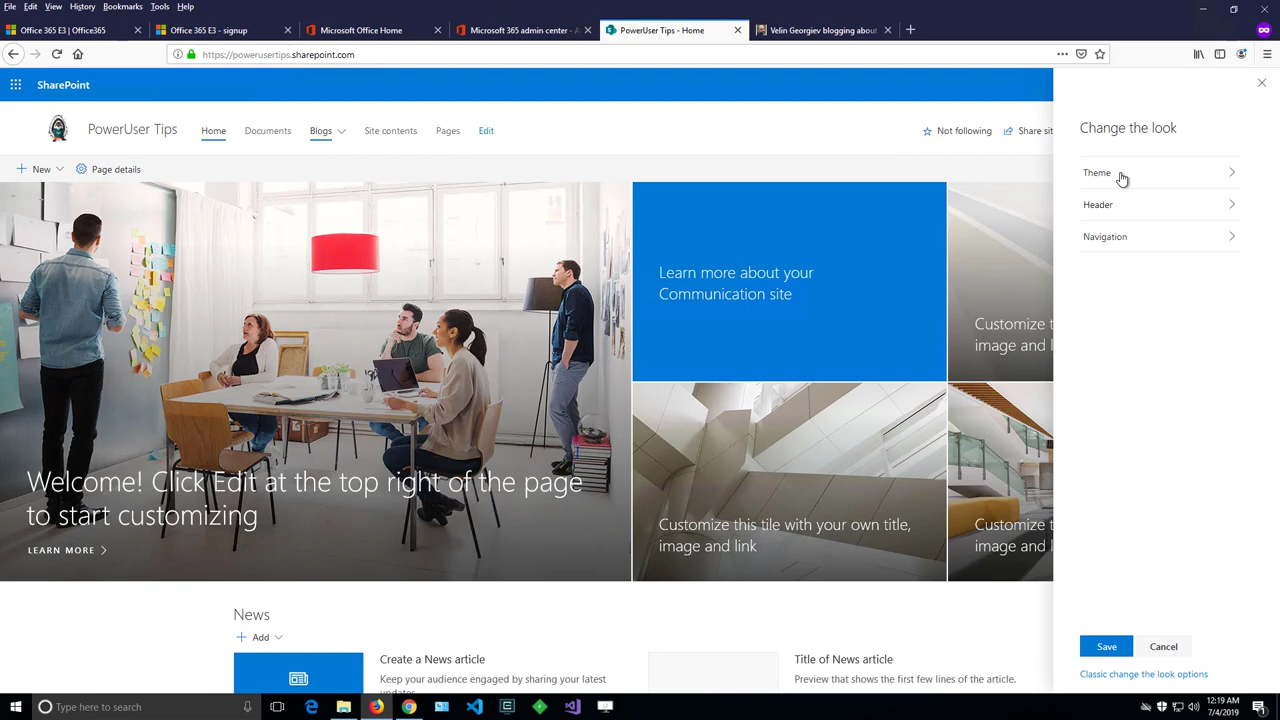 File Edit View History Bookmarks Tools Help
Office 365 E3 | Office365
Office 365 E3 - signup
Microsoft Office Home
Microsoft 365 admin center - A
PowerUser Tips - Home
Velin Georgiev blogging about
https://powerusertips.sharepoint.com
SharePoint
PowerUser Tips
Home
Documents
Blogs
Site contents
Pages
Edit
Not following
Share sit
New
Page details
Change the look
Theme
Header
Navigation
Learn more about your
Communication site
Customize t
image and l
Welcome! Click Edit at the top right of the page
to start customizing
LEARN MORE
Customize this tile with your own title,
image and link
Customize t
image and l
News
Add
Create a News article
Keep your audience engaged by sharing your latest
updates.
Title of News article
Preview that shows the first few lines of the article.
Save
Cancel
Classic change the look options
Type here to search
12:19 AM
7/4/2019